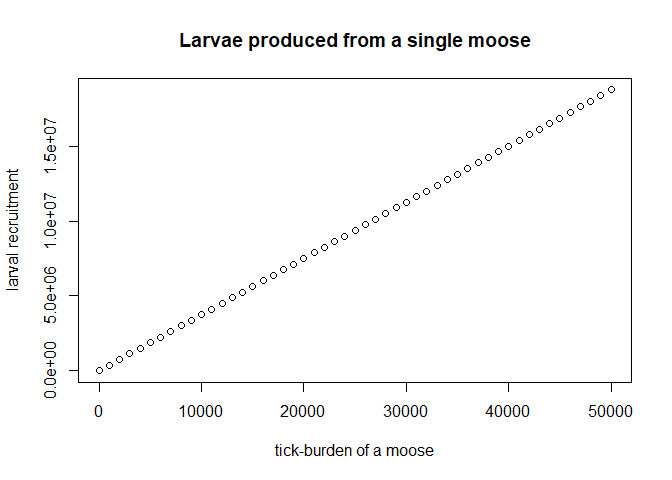 Larvae produced from a single moose
larval recruitment
1.5e+07
1.0e+07
5.0e+06
0.0e+00
0 10000 20000 30000 40000 50000
tick-burden of a moose